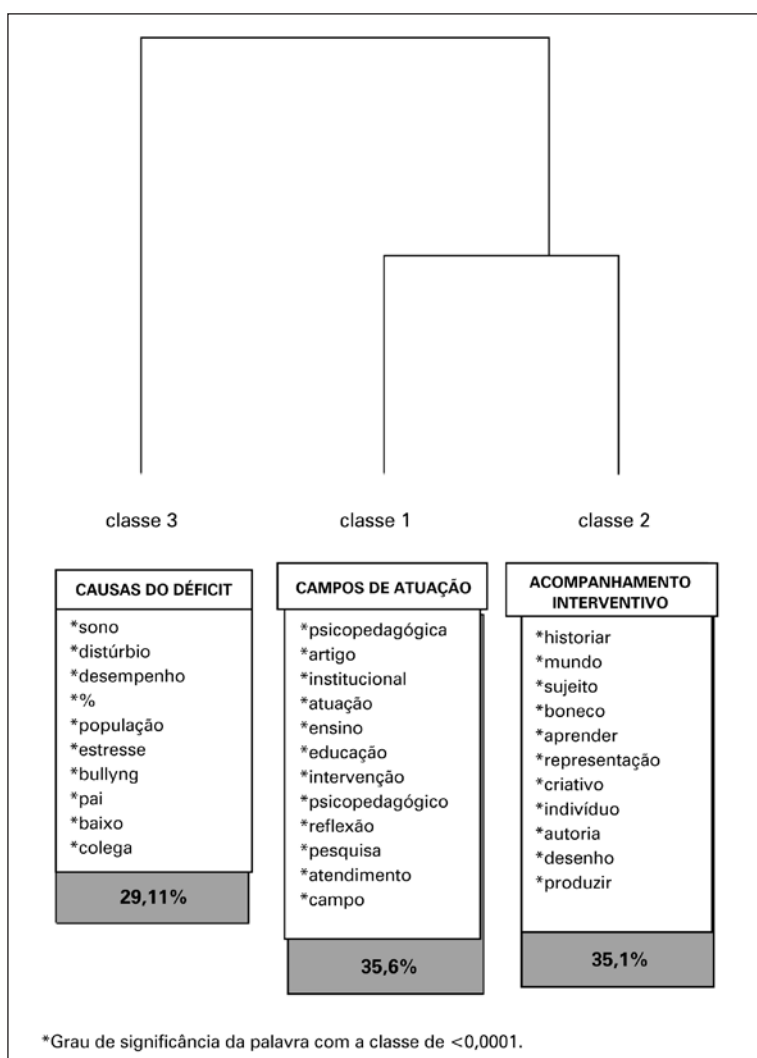 classe 3
classe 1
classe 2
CAUSAS DO DÉFICIT
*sono
*distúrbio
*desempenho
*%
*população
*estresse
*bullyng
*pai
*baixo
*colega
29,11%
CAMPOS DE ATUAÇÃO
*psicopedagógica
*artigo
*institucional
*atuação
*ensino
*educação
*intervenção
*psicopedagógico
*reflexão
*pesquisa
*atendimento
*campo
35,6%
ACOMPANHAMENTO
INTERVENTIVO
*historiar
*mundo
*sujeito
*boneco
*aprender
*representação
*criativo
*indivíduo
*autoria
*desenho
*produzir
35,1%
*Grau de significância da palavra com a classe de <0,0001.